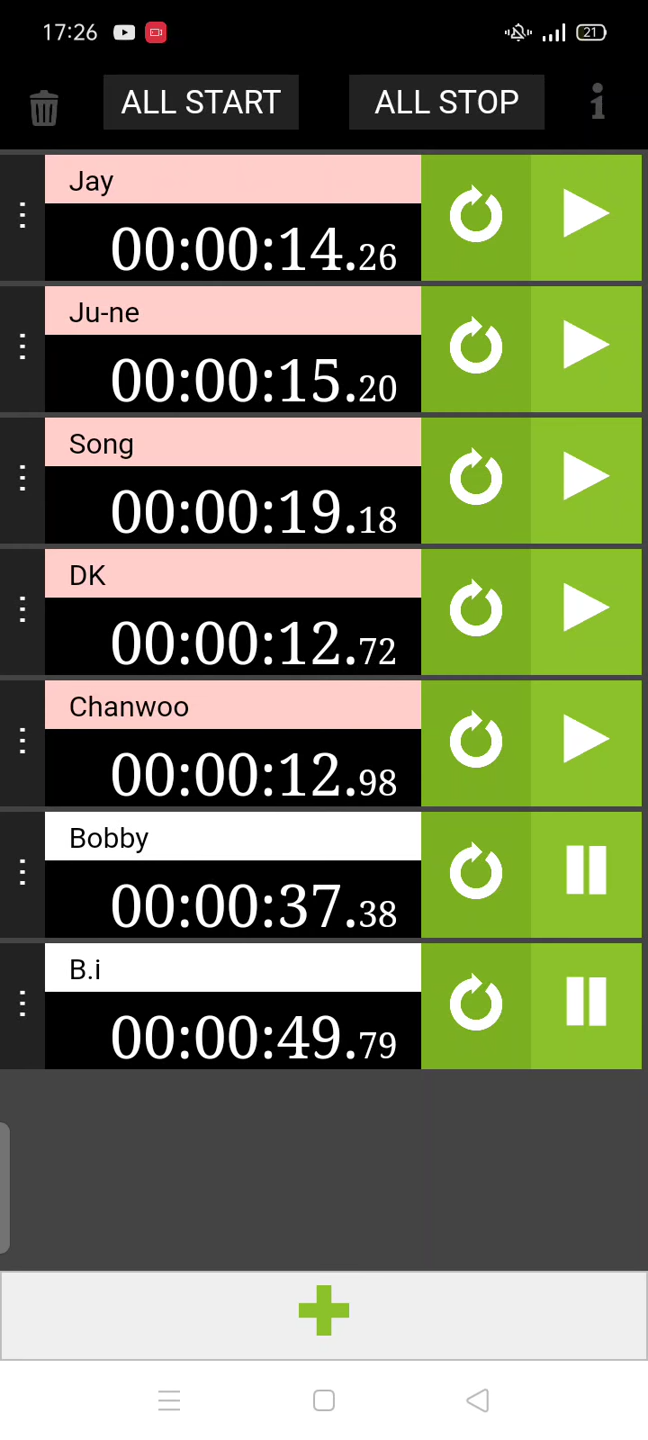 17:26
21
ALL START
ALL STOP
Jay
00:00:14.26
Ju-ne
00:00:15.20
Song
00:00:19.18
DK
00:00:12.72
Chanwoo
00:00:12.98
Bobby
00:00:37.38
B.i
00:00:49.79